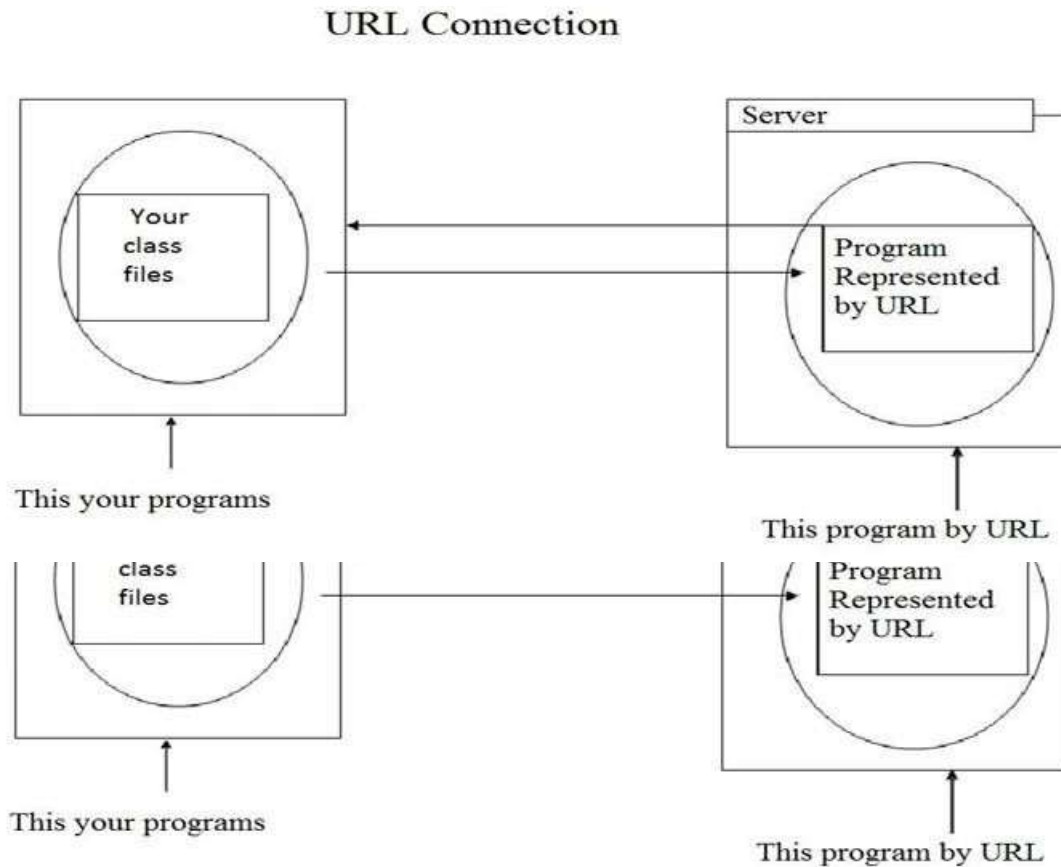 URL Connection
Server
Your
class
files
Program
Represented
by URL
This your programs
This program by URL
class
files
Program
Represented
by URL
This your programs
This program by URL